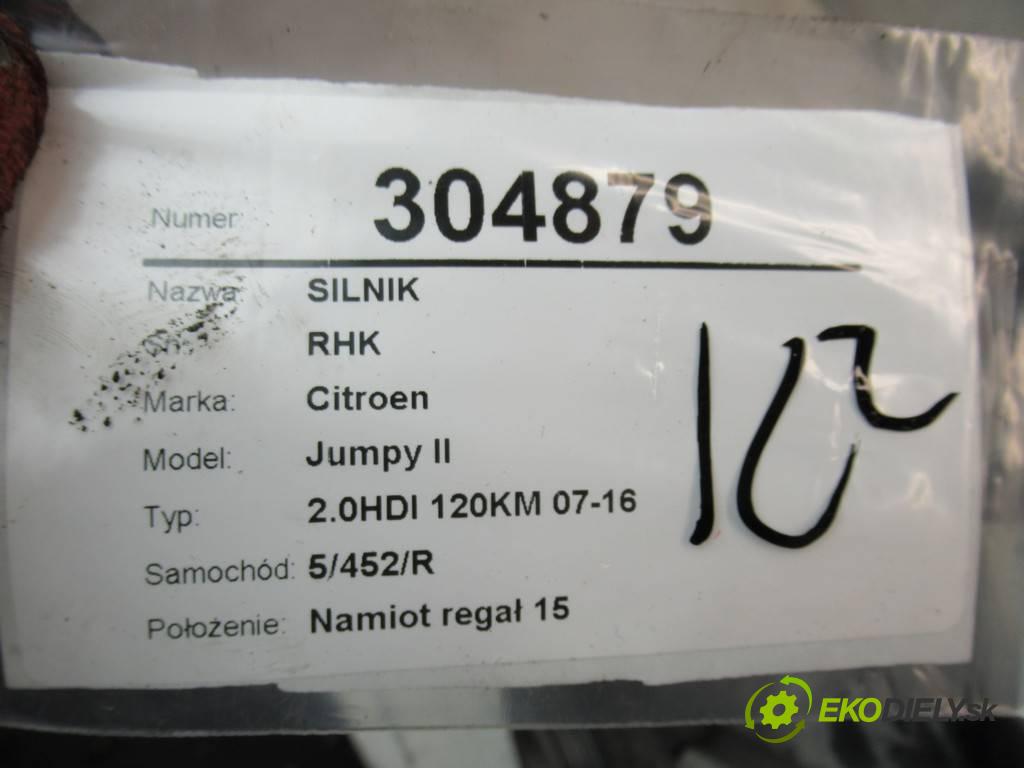 Numer: 304879
Nazwa: SILNIK
RHK
Marka: Citroen
Model: Jumpy II
Typ: 2.0HDI 120KM 07-16
Samochód: 5/452/R
Położenie: Namiot regał 15
EKODIELY.sk